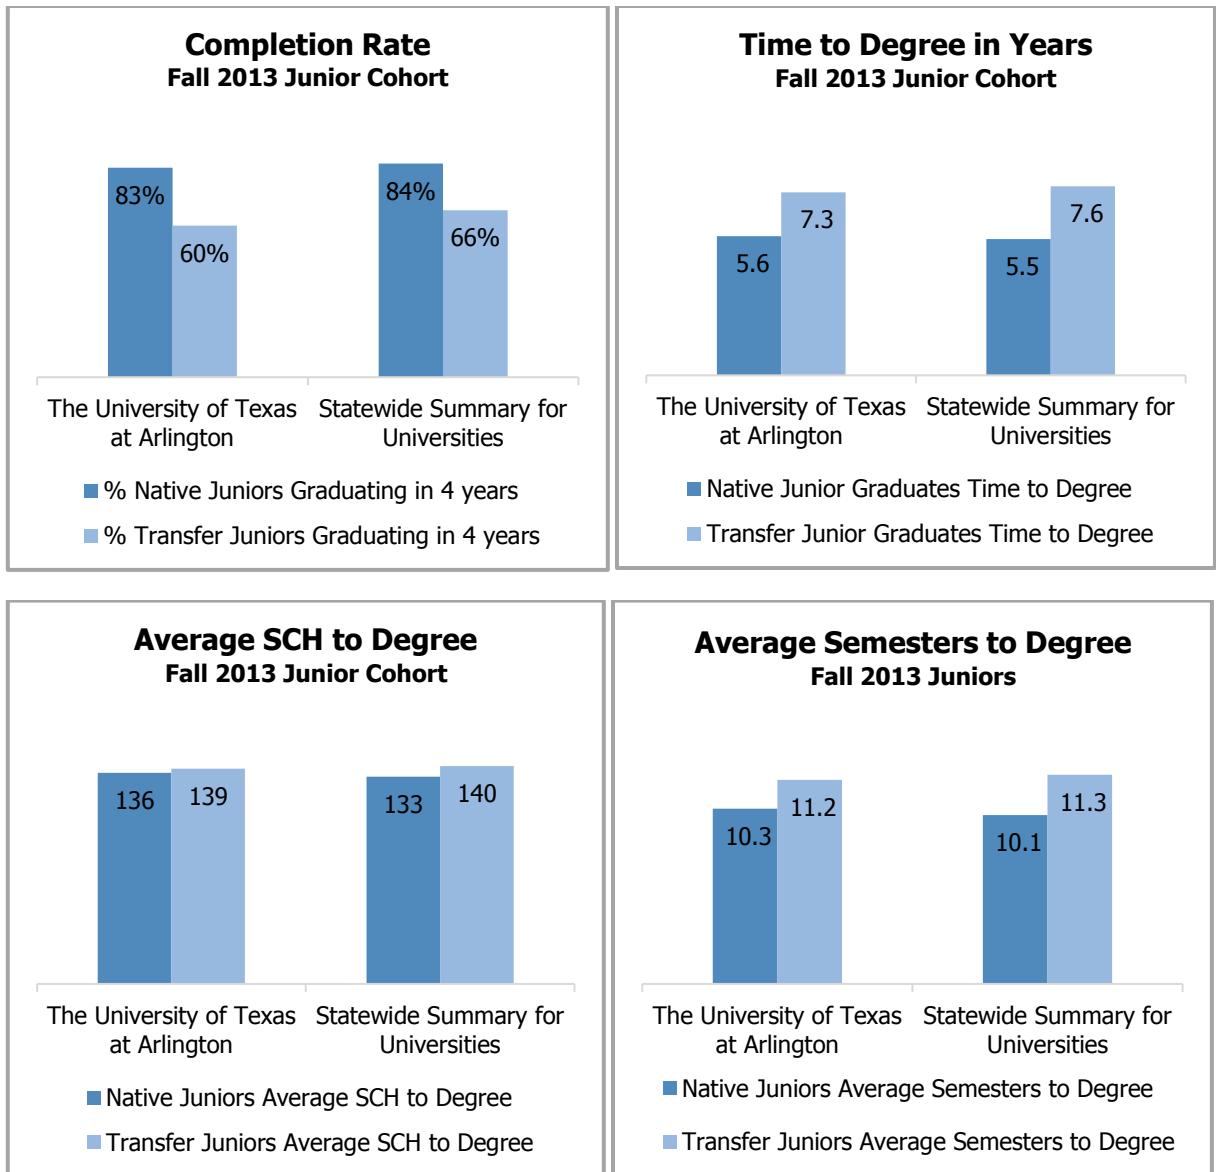 Completion Rate
Fall 2013 Junior Cohort
83%
60%
84%
66%
The University of Texas
at Arlington
Statewide Summary for
Universities
% Native Juniors Graduating in 4 years
% Transfer Juniors Graduating in 4 years
Time to Degree in Years
Fall 2013 Junior Cohort
5.6
7.3
5.5
7.6
The University of Texas
at Arlington
Statewide Summary for
Universities
Native Junior Graduates Time to Degree
Transfer Junior Graduates Time to Degree
Average SCH to Degree
Fall 2013 Junior Cohort
136
139
133
140
The University of Texas
at Arlington
Statewide Summary for
Universities
Native Juniors Average SCH to Degree
Transfer Juniors Average SCH to Degree
Average Semesters to Degree
Fall 2013 Juniors
10.3
11.2
10.1
11.3
The University of Texas
at Arlington
Statewide Summary for
Universities
Native Juniors Average Semesters to Degree
Transfer Juniors Average Semesters to Degree